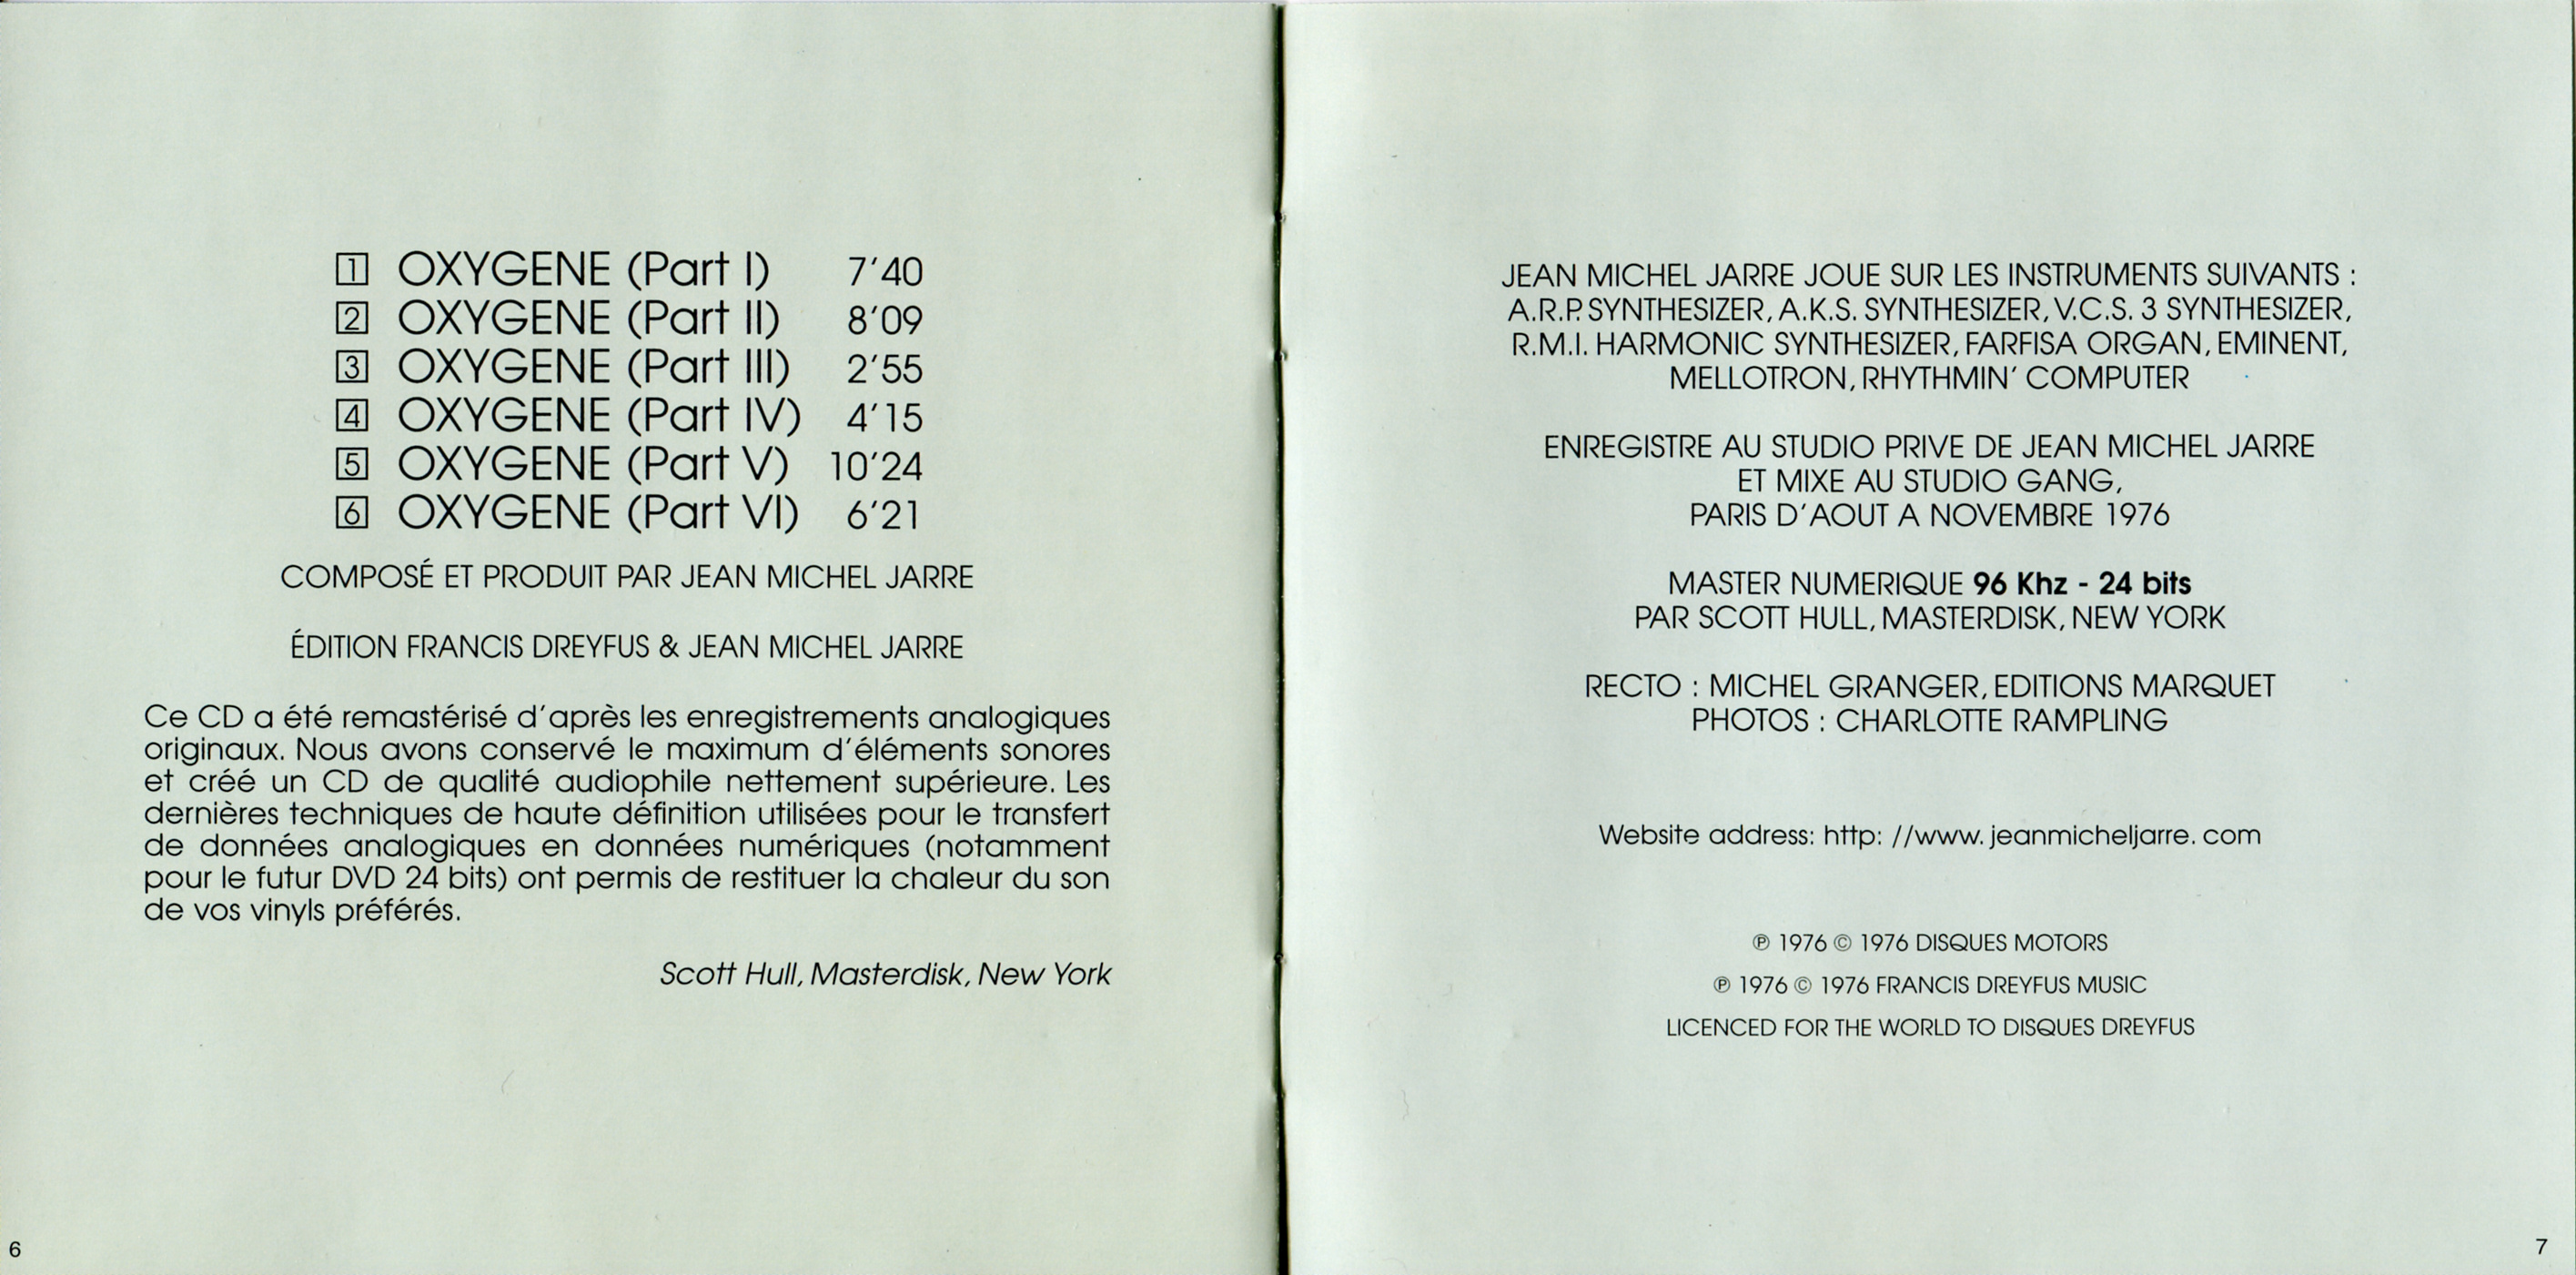 1 OXYGENE (Part I) 7'40
2 OXYGENE (Part II) 8'09
3 OXYGENE (Part III) 2'55
4 OXYGENE (Part IV) 4'15
5 OXYGENE (Part V) 10'24
6 OXYGENE (Part VI) 6'21
COMPOSÉ ET PRODUIT PAR JEAN MICHEL JARRE
ÉDITION FRANCIS DREYFUS & JEAN MICHEL JARRE
Ce CD a été remastérisé d'après les enregistrements analogiques
originaux. Nous avons conservé le maximum d'éléments sonores
et créé un CD de qualité audiophile nettement supérieure. Les
dernières techniques de haute définition utilisées pour le transfert
de données analogiques en données numériques (notamment
pour le futur DVD 24 bits) ont permis de restituer la chaleur du son
de vos vinyls préférés.
Scott Hull, Masterdisk, New York
6
JEAN MICHEL JARRE JOUE SUR LES INSTRUMENTS SUIVANTS :
A.R.P. SYNTHESIZER, A.K.S. SYNTHESIZER, V.C.S. 3 SYNTHESIZER,
R.M.I. HARMONIC SYNTHESIZER, FARFISA ORGAN, EMINENT,
MELLOTRON, RHYTHMIN' COMPUTER
ENREGISTRE AU STUDIO PRIVE DE JEAN MICHEL JARRE
ET MIXE AU STUDIO GANG,
PARIS D'AOUT A NOVEMBRE 1976
MASTER NUMERIQUE 96 Khz - 24 bits
PAR SCOTT HULL, MASTERDISK, NEW YORK
RECTO : MICHEL GRANGER, EDITIONS MARQUET
PHOTOS : CHARLOTTE RAMPLING
Website address: http: //www. jeanmicheljarre. com
℗ 1976 © 1976 DISQUES MOTORS
℗ 1976 © 1976 FRANCIS DREYFUS MUSIC
LICENCED FOR THE WORLD TO DISQUES DREYFUS
7